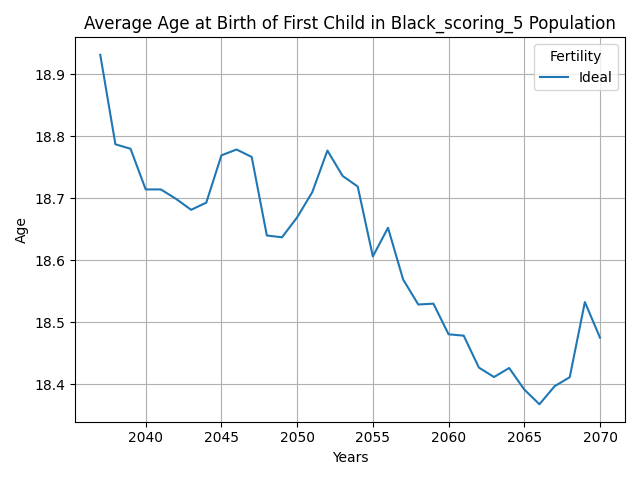 Average Age at Birth of First Child in Black_scoring_5 Population
Fertility
Ideal
18.9
18.8
18.7
18.6
18.5
18.4
Age
2040 2045 2050 2055 2060 2065 2070
Years